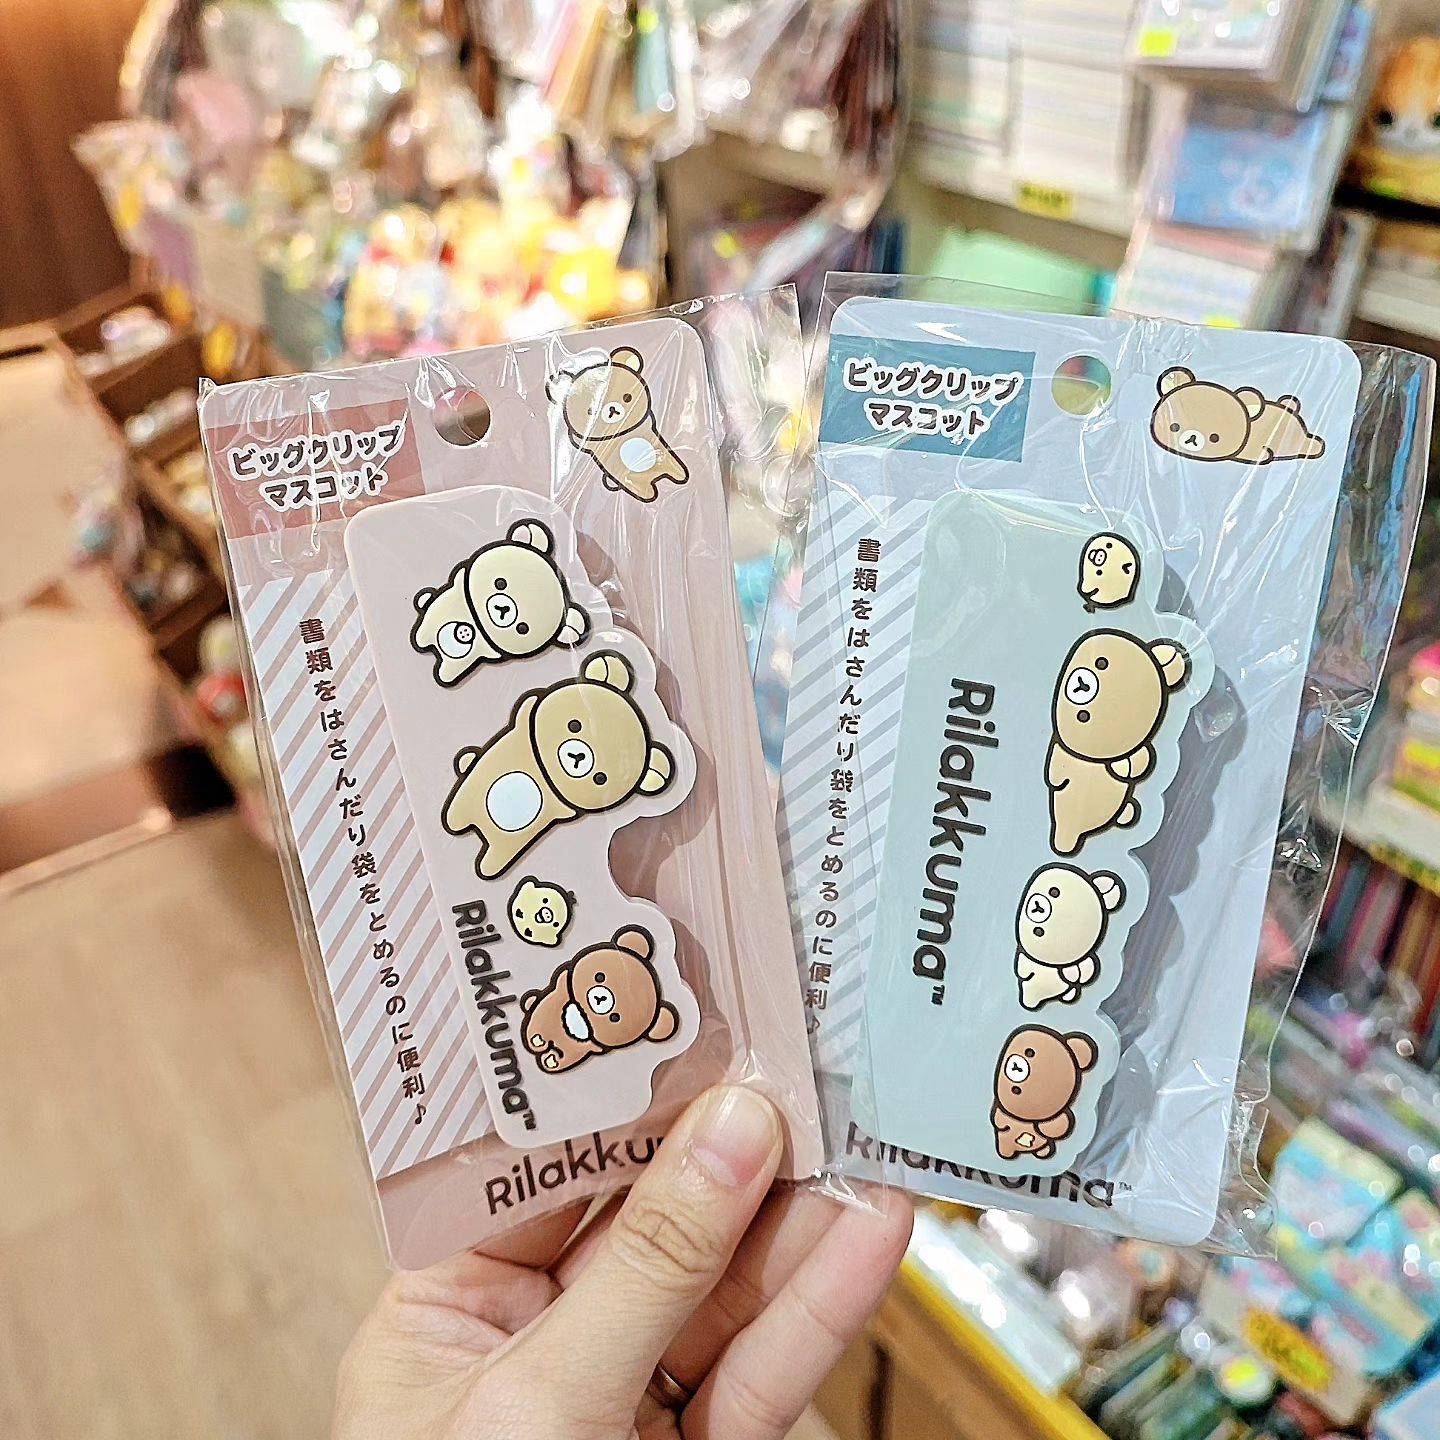 ビッグクリップ
マスコット
書類をはさんだり袋をとめるのに便利♪
Rilakkuma™
ビッグクリップ
マスコット
書類をはさんだり袋をとめるのに便利♪
Rilakkuma™
Rilakkuma™